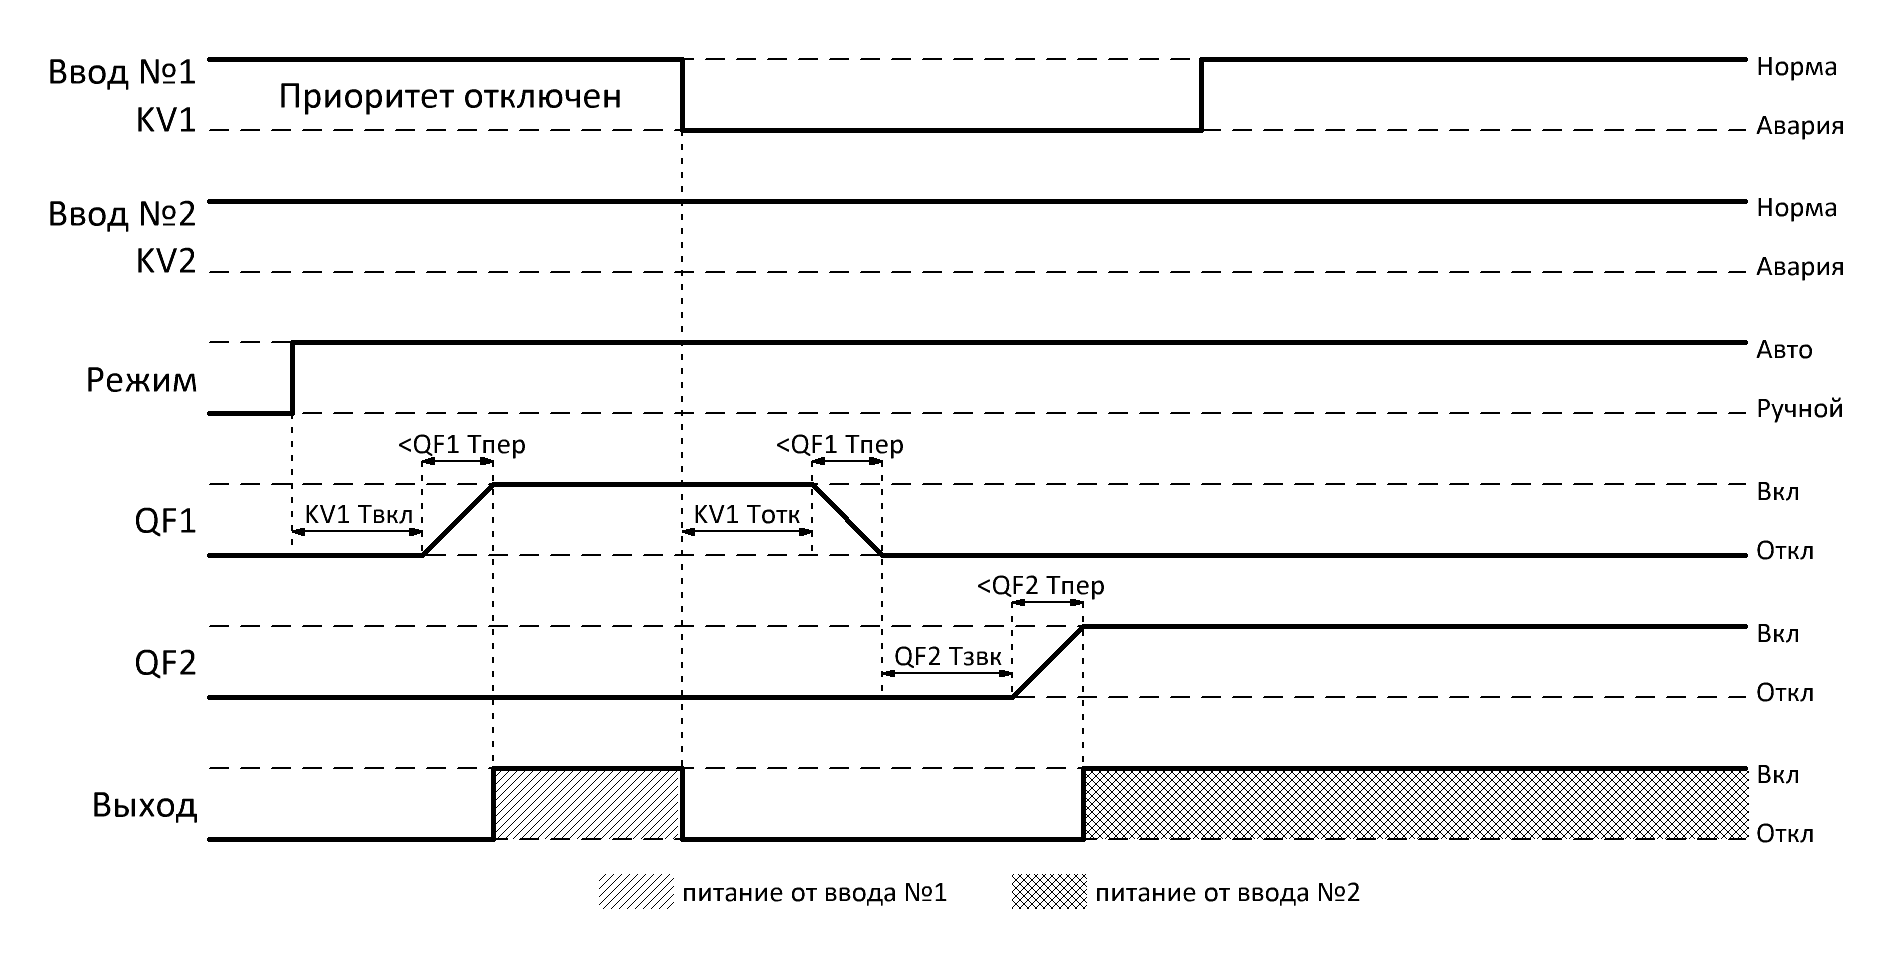 Ввод №1
KV1
Приоритет отключен
Норма
Авария
Ввод №2
KV2
Норма
Авария
Режим
Авто
Ручной
<QF1 Тпер
<QF1 Тпер
QF1
KV1 Твкл
KV1 Тотк
Вкл
Откл
<QF2 Тпер
QF2
QF2 Тзвк
Вкл
Откл
Выход
Вкл
Откл
питание от ввода №1
питание от ввода №2